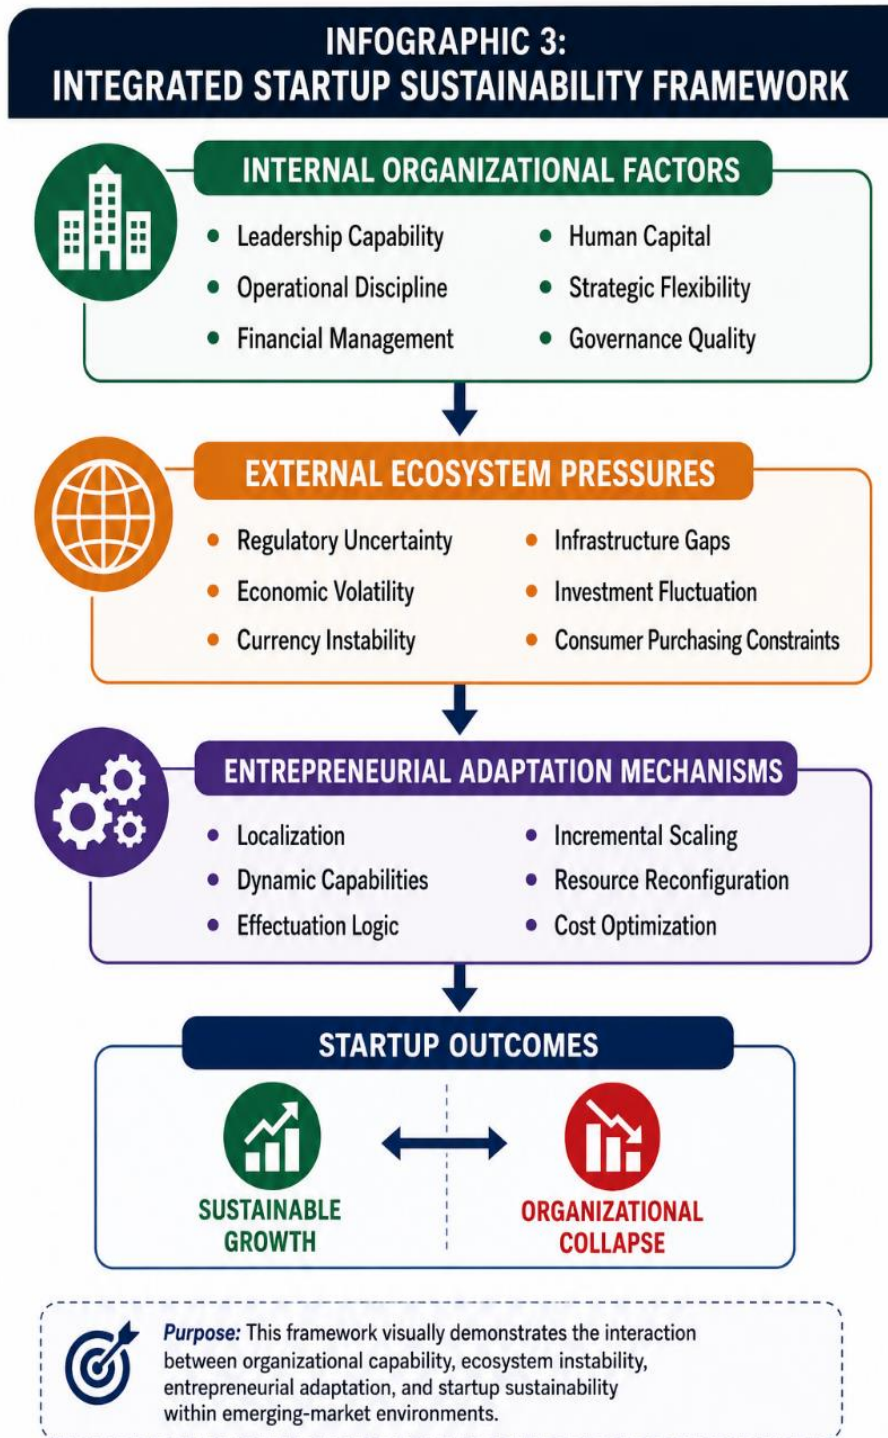 INFOGRAPHIC 3:
INTEGRATED STARTUP SUSTAINABILITY FRAMEWORK
INTERNAL ORGANIZATIONAL FACTORS
• Leadership Capability
• Operational Discipline
• Financial Management
• Human Capital
• Strategic Flexibility
• Governance Quality
EXTERNAL ECOSYSTEM PRESSURES
• Regulatory Uncertainty
• Economic Volatility
• Currency Instability
• Infrastructure Gaps
• Investment Fluctuation
• Consumer Purchasing Constraints
ENTREPRENEURIAL ADAPTATION MECHANISMS
• Localization
• Dynamic Capabilities
• Effectuation Logic
• Incremental Scaling
• Resource Reconfiguration
• Cost Optimization
STARTUP OUTCOMES
SUSTAINABLE
GROWTH
ORGANIZATIONAL
COLLAPSE
Purpose: This framework visually demonstrates the interaction
between organizational capability, ecosystem instability,
entrepreneurial adaptation, and startup sustainability
within emerging-market environments.